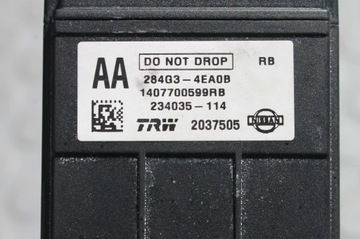 DO NOT DROP RB
AA 284G3-4EA0B
1407700599RB
234035-114
TRW 2037505 NISSAN